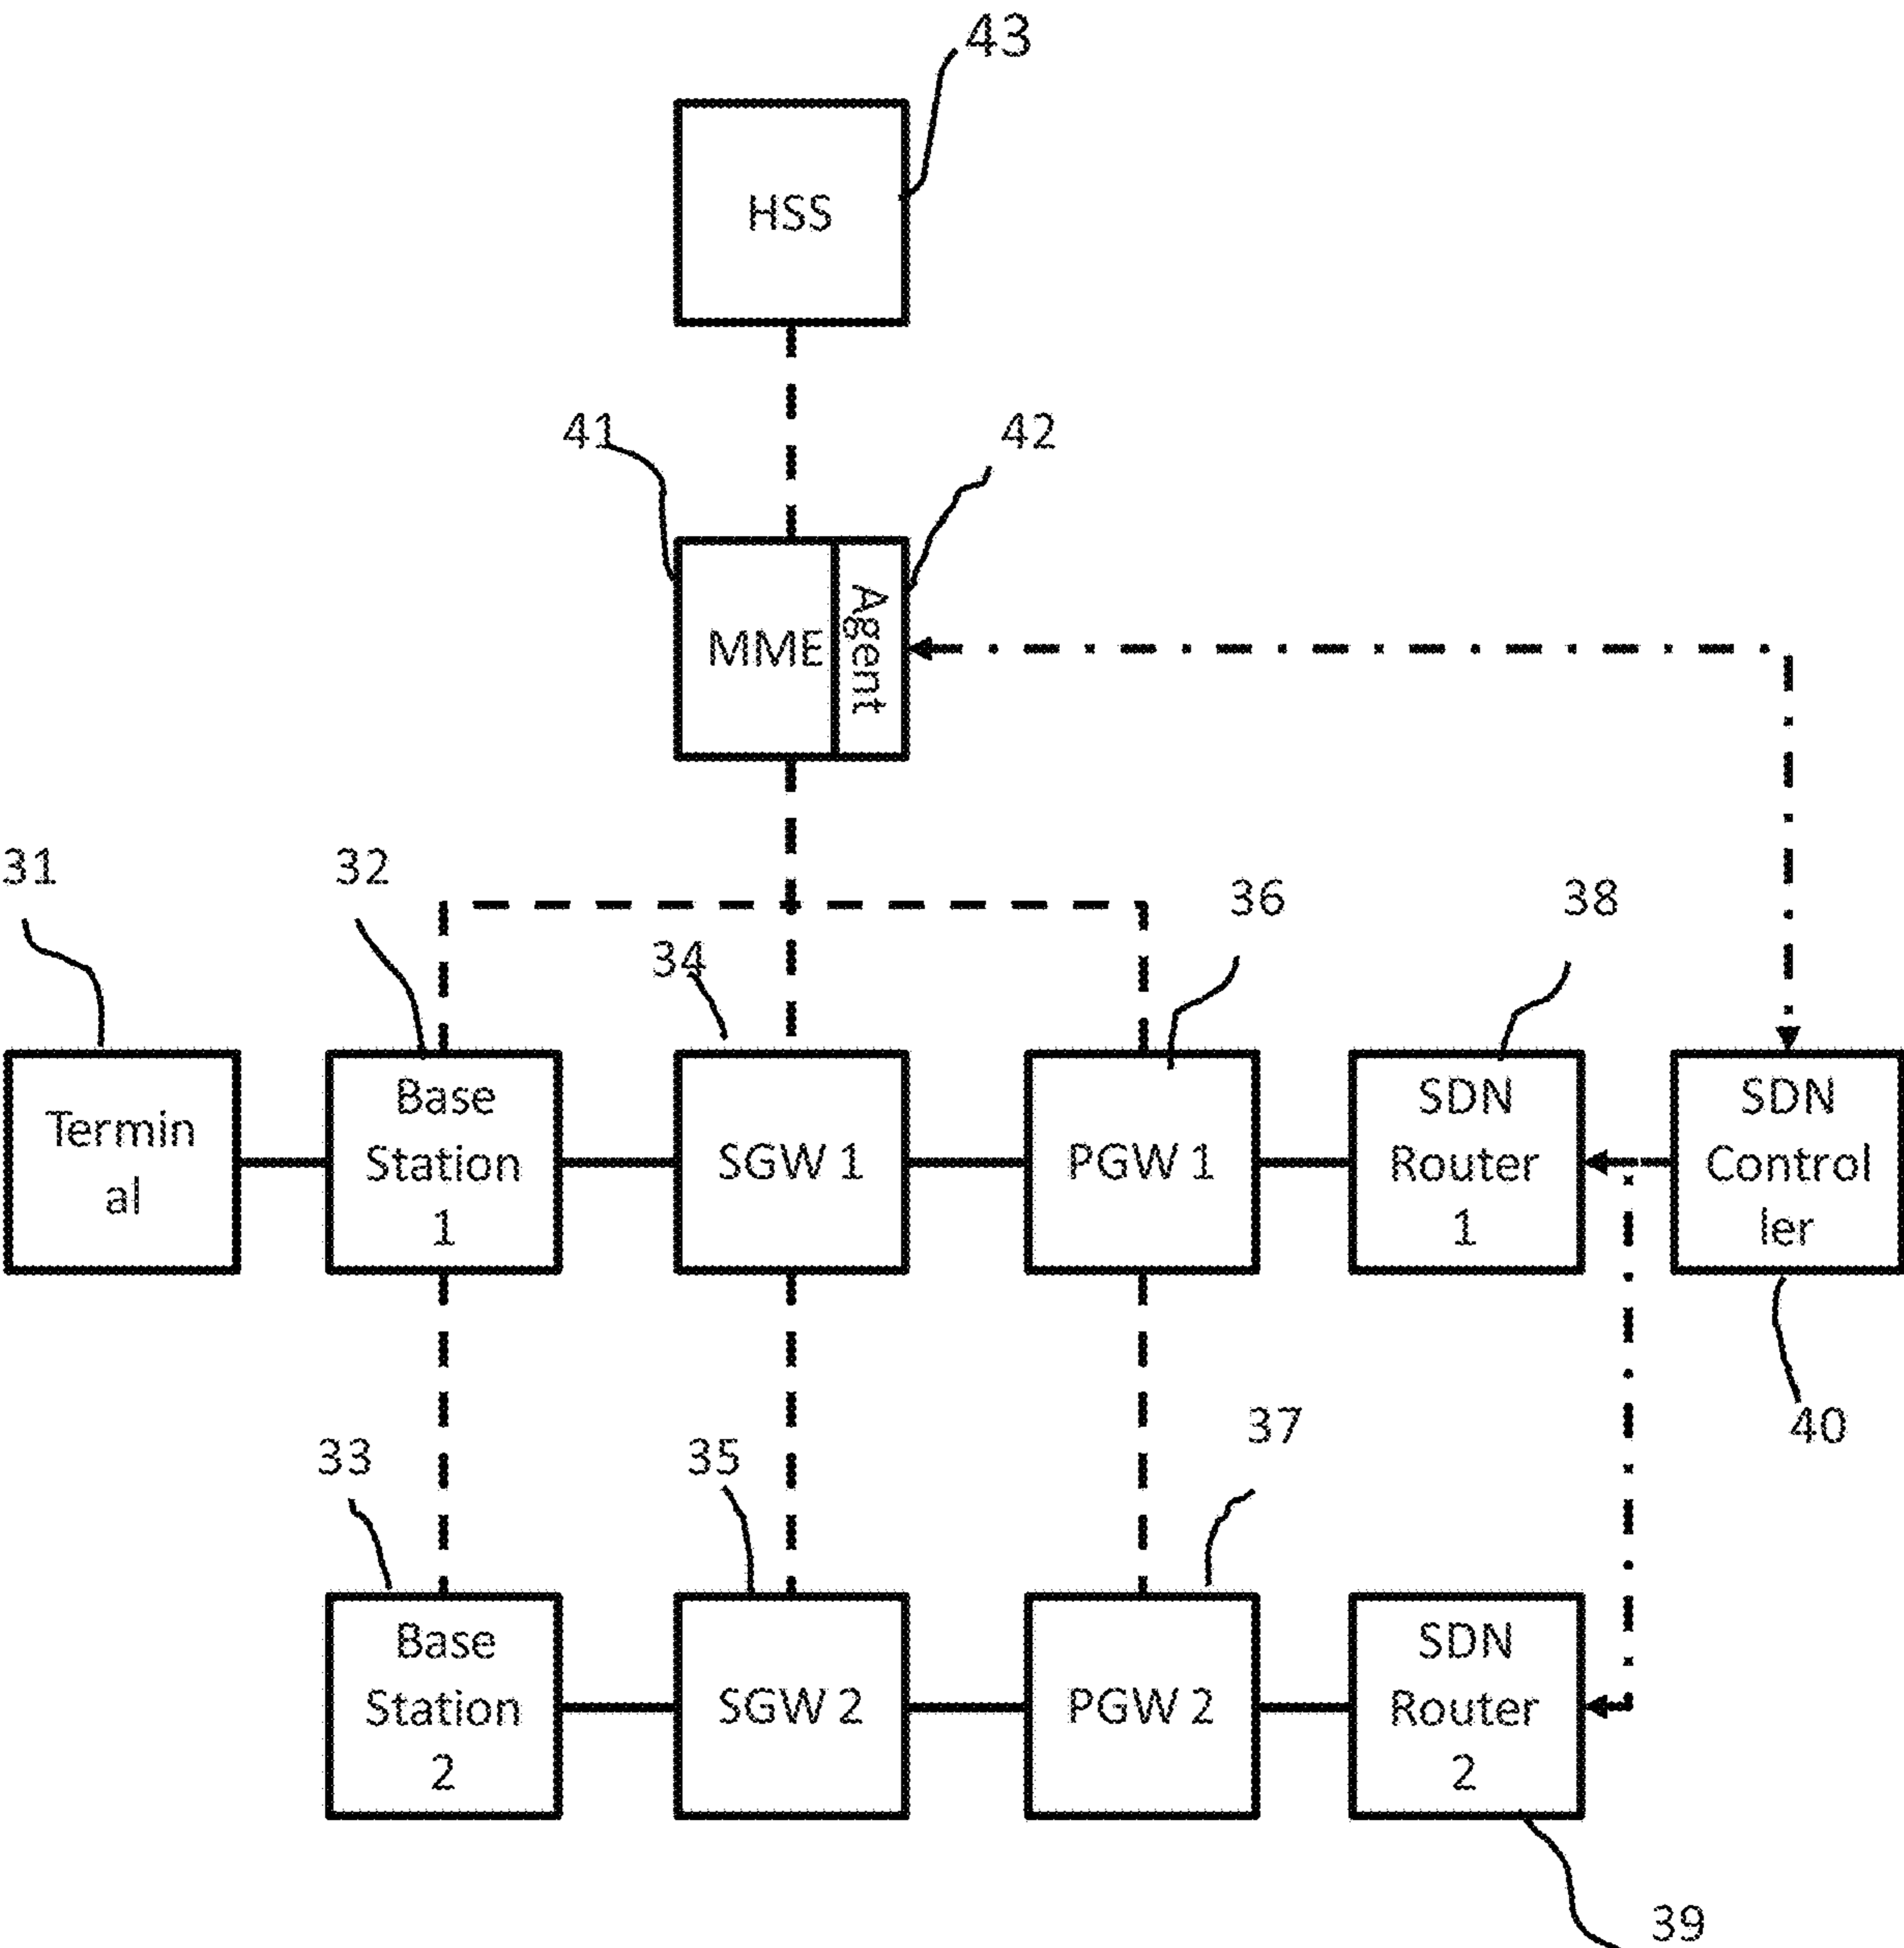 43
HSS
41
42
MME
Agent
31
32
34
36
38
Termin
al
Base
Station
1
SGW 1
PGW 1
SDN
Router
1
SDN
Control
ler
40
33
35
37
Base
Station
2
SGW 2
PGW 2
SDN
Router
2
39